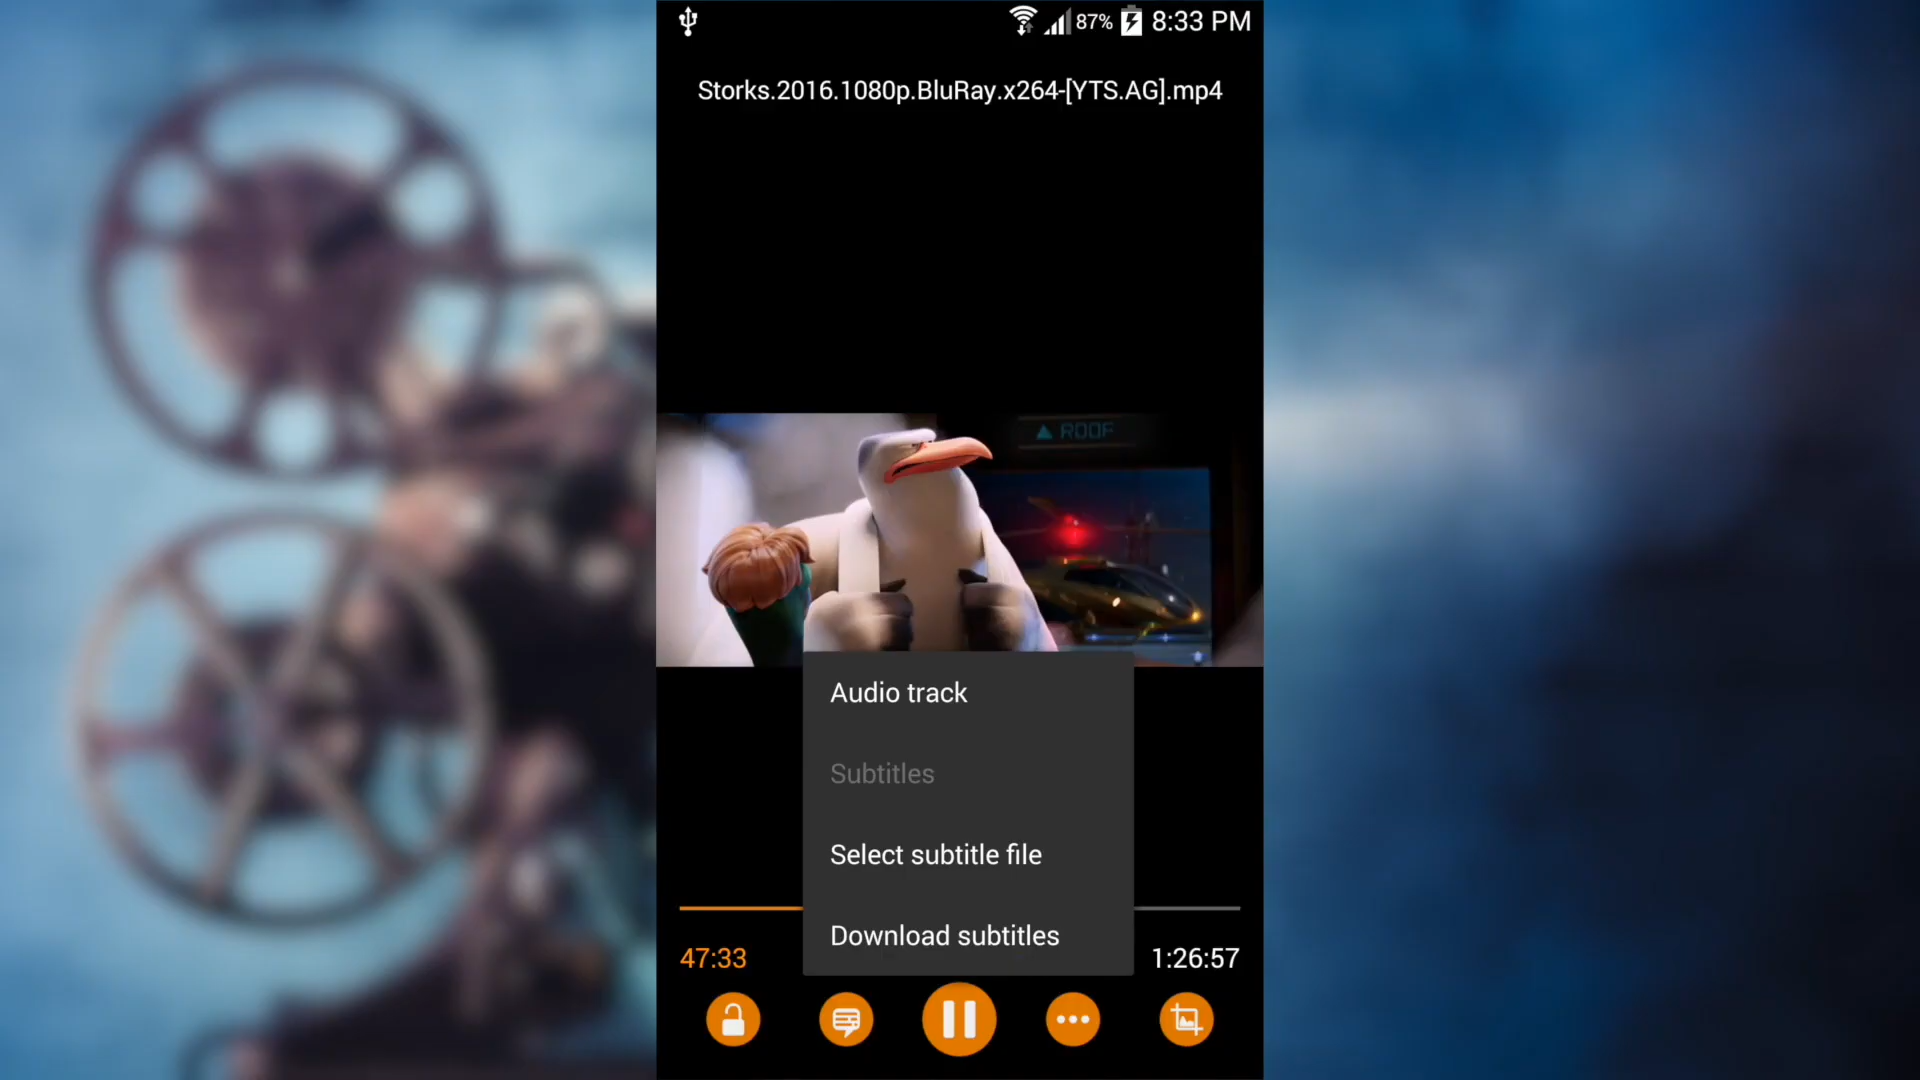 87% 8:33 PM
Storks.2016.1080p.BluRay.x264-[YTS.AG].mp4
▲ ROOF
Audio track
Subtitles
Select subtitle file
Download subtitles
47:33
1:26:57